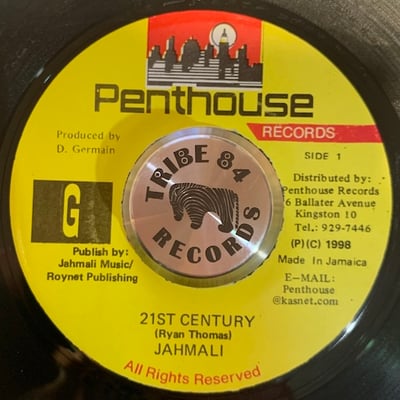 Penthouse
RECORDS
Produced by
D. Germain
SIDE 1
TRIBE 84
RECORDS
G
Distributed by:
Penthouse Records
6 Ballater Avenue
Kingston 10
Tel.: 929-7446
(P)(C) 1998
Made In Jamaica
E-MAIL:
Penthouse
@kasnet.com
Publish by:
Jahmali Music/
Roynet Publishing
21ST CENTURY
(Ryan Thomas)
JAHMALI
All Rights Reserved